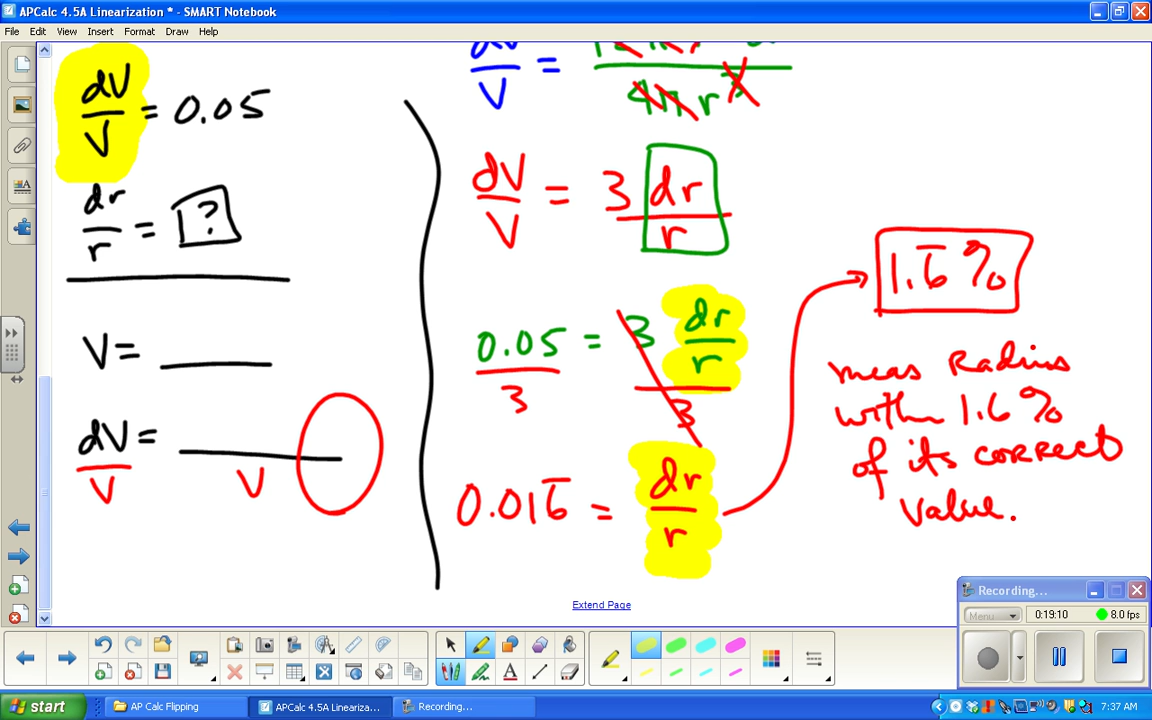 APCalc 4.5A Linearization * - SMART Notebook
File Edit View Insert Format Draw Help
dV/V = 0.05
dr/r = ?
V =
dV/V = V
dV/V =
4πr
dV/V = 3 dr/r
0.05/3 = 3/3 dr/r
0.016̅ = dr/r
1.6̅ %
meas Radius
within 1.6%
of its correct
value.
Extend Page
Recording...
Menu
0:19:10
8.0 fps
start
AP Calc Flipping
APCalc 4.5A Lineariza...
Recording...
7:37 AM